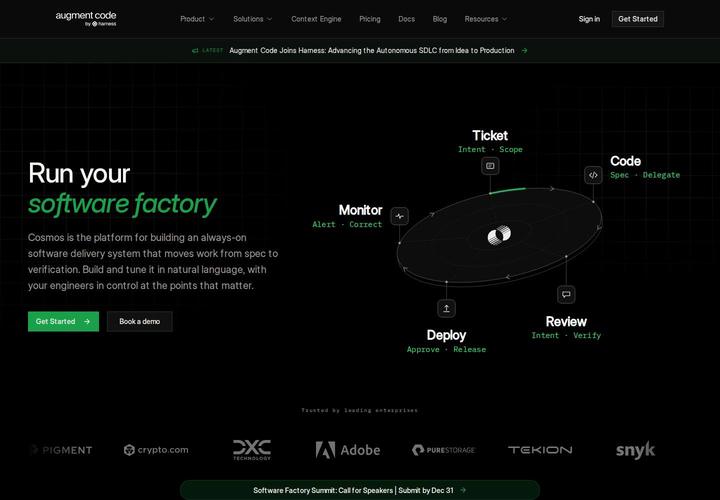 augment code
by harness
Product
Solutions
Context Engine
Pricing
Docs
Blog
Resources
Sign in
Get Started
LATEST Augment Code Joins Harness: Advancing the Autonomous SDLC from Idea to Production
Run your
software factory
Cosmos is the platform for building an always-on
software delivery system that moves work from spec to
verification. Build and tune it in natural language, with
your engineers in control at the points that matter.
Get Started
Book a demo
Ticket
Intent · Scope
Code
Spec · Delegate
Monitor
Alert · Correct
Deploy
Approve · Release
Review
Intent · Verify
Trusted by leading enterprises
PIGMENT
crypto.com
DXC
TECHNOLOGY
Adobe
PURESTORAGE
TEKION
snyk
Software Factory Summit: Call for Speakers | Submit by Dec 31